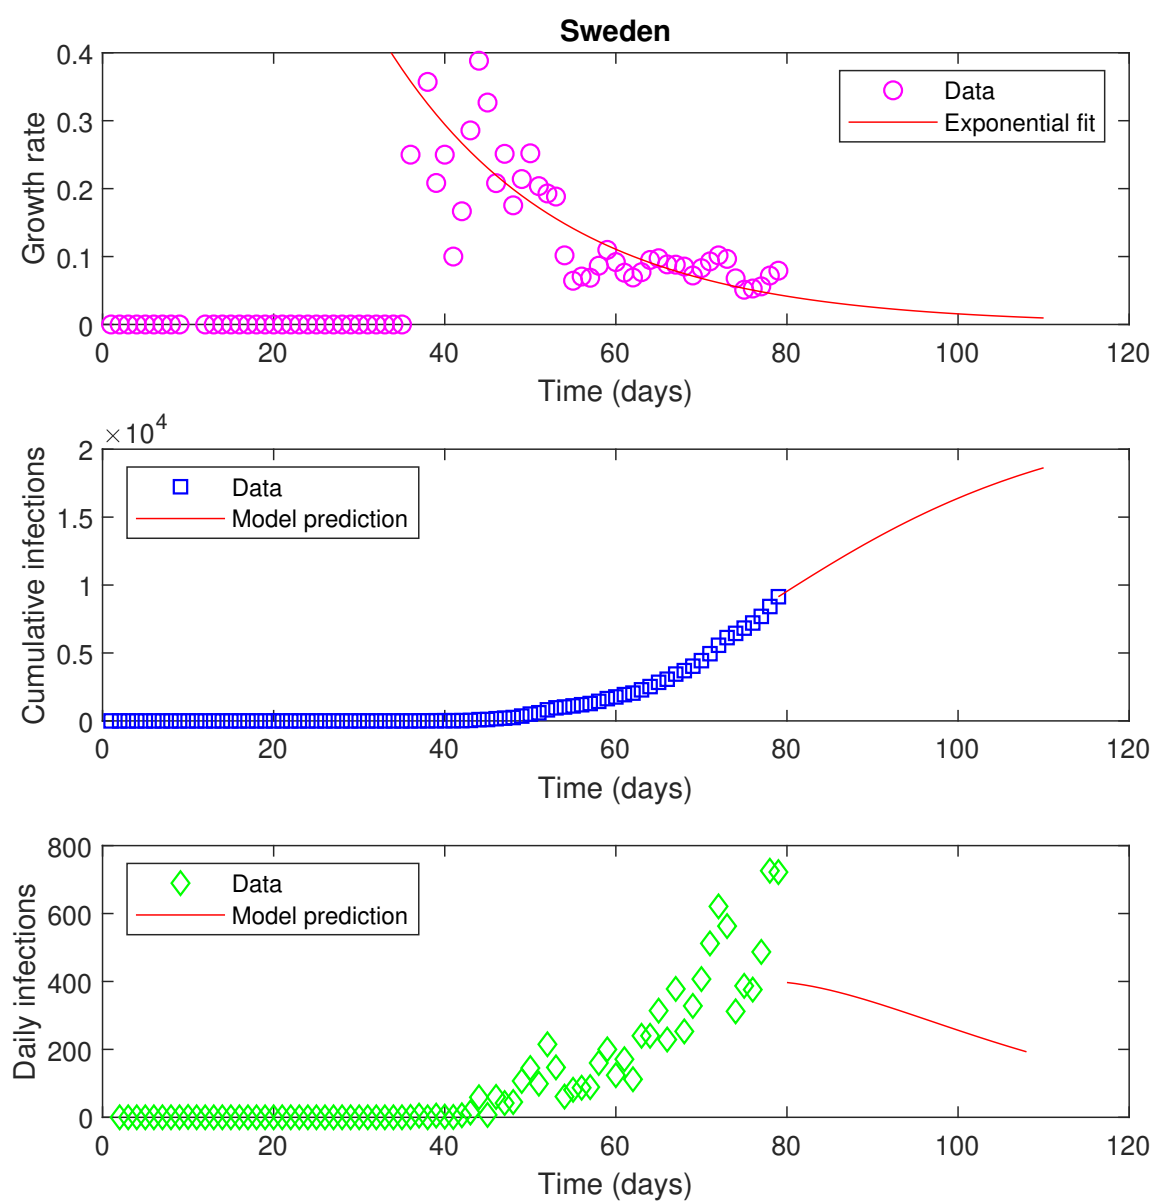 Sweden
0.4
0.3
0.2
0.1
0
Growth rate
Data
Exponential fit
0 20 40 60 80 100 120
Time (days)
×10^4
2
1.5
1
0.5
0
Cumulative infections
Data
Model prediction
0 20 40 60 80 100 120
Time (days)
800
600
400
200
0
Daily infections
Data
Model prediction
0 20 40 60 80 100 120
Time (days)